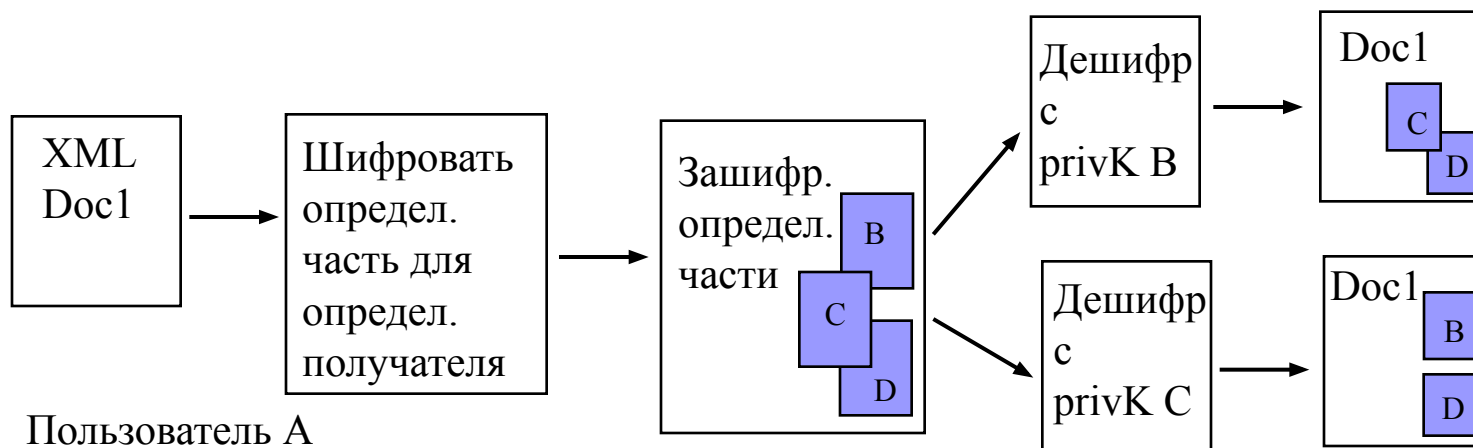 XML
Doc1
Шифровать
определ.
часть для
определ.
получателя
Зашифр.
определ.
части
B
C
D
Дешифр
с
privK B
Doc1
C
D
Дешифр
с
privK C
Doc1
B
D
Пользователь А